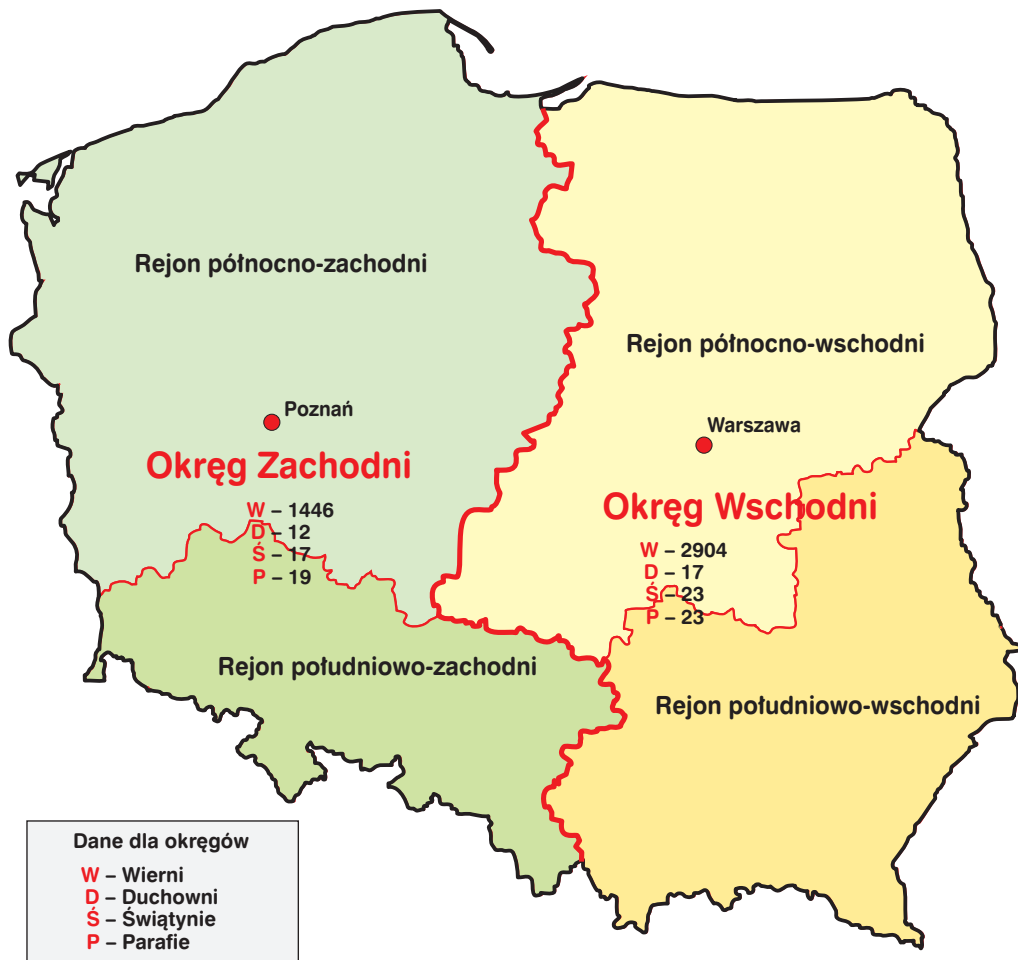 Rejon północno-zachodni
Poznań
Okręg Zachodni
W – 1446
D – 12
Ś – 17
P – 19
Rejon południowo-zachodni
Rejon północno-wschodni
Warszawa
Okręg Wschodni
W – 2904
D – 17
Ś – 23
P – 23
Rejon południowo-wschodni
Dane dla okręgów
W – Wierni
D – Duchowni
Ś – Świątynie
P – Parafie